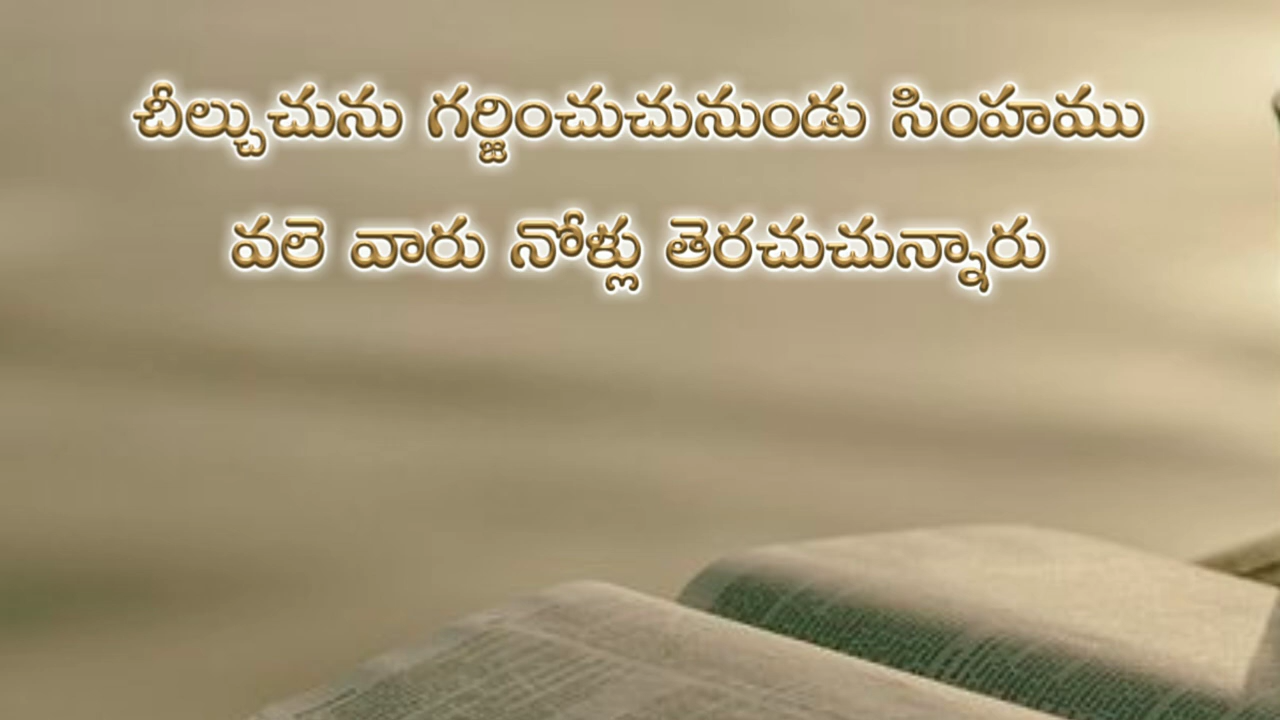 చీల్చుచును గర్జించుచునుండు సింహము
వలె వారు నోళ్లు తెరచుచున్నారు